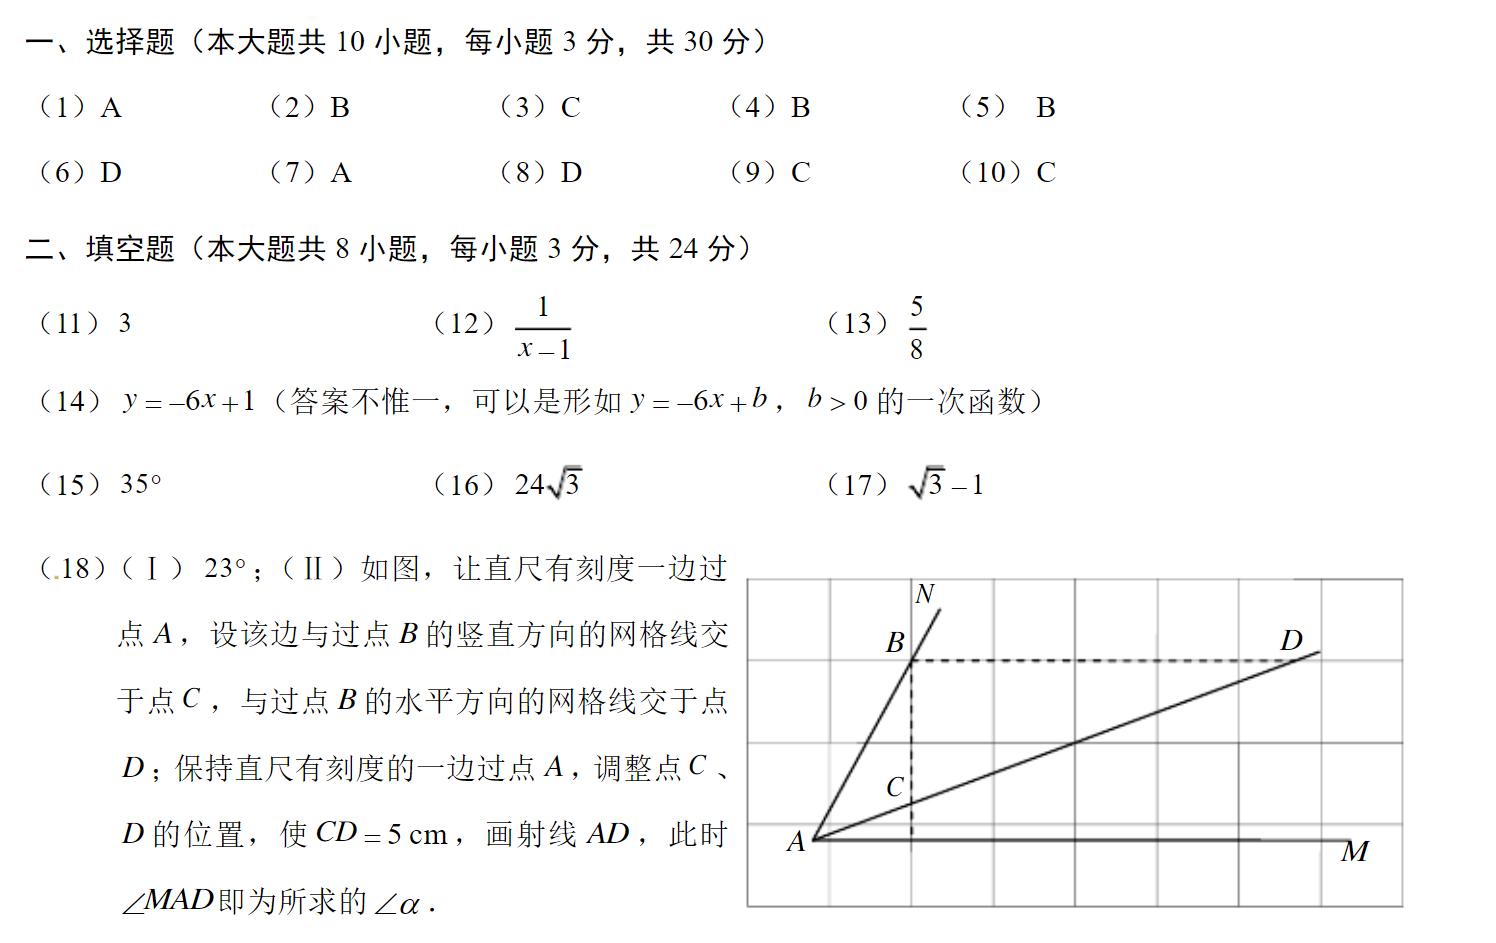 一、选择题（本大题共 10 小题，每小题 3 分，共 30 分）
（1）A （2）B （3）C （4）B （5） B
（6）D （7）A （8）D （9）C （10）C
二、填空题（本大题共 8 小题，每小题 3 分，共 24 分）
（11）3 （12）1/(x－1) （13）5/8
（14）y＝－6x＋1（答案不惟一，可以是形如 y＝－6x＋b，b＞0 的一次函数）
（15）35° （16）24√3 （17）√3－1
（18）（Ⅰ）23°；（Ⅱ）如图，让直尺有刻度一边过
点 A，设该边与过点 B 的竖直方向的网格线交
于点 C，与过点 B 的水平方向的网格线交于点
D；保持直尺有刻度的一边过点 A，调整点 C、
D 的位置，使 CD＝5 cm，画射线 AD，此时
∠MAD即为所求的∠α．
N
B
D
C
A
M